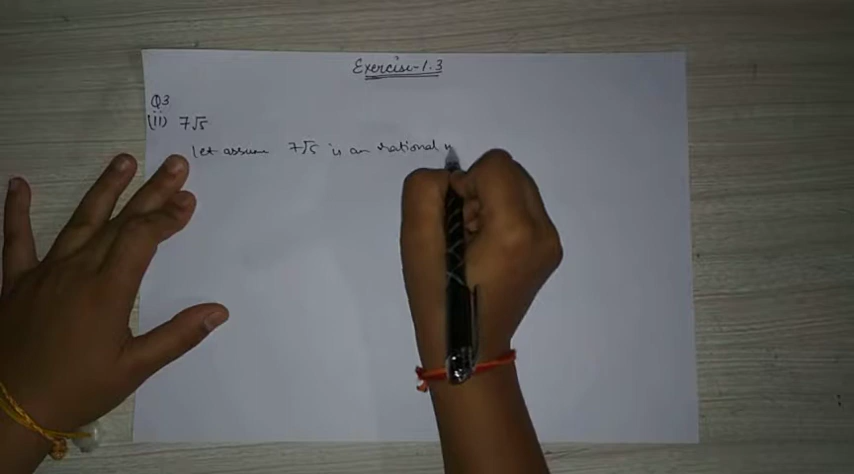 Exercise-1.3
Q3
(ii) 7√5
let assume 7√5 is an rational n